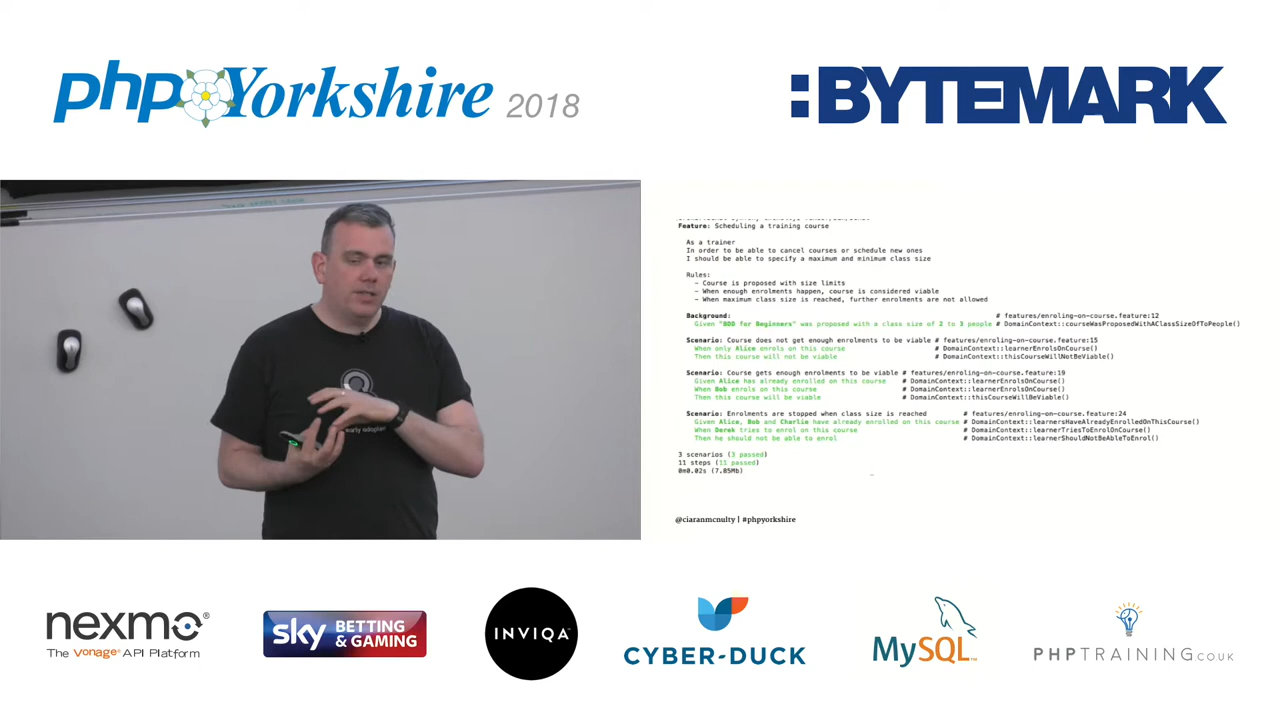 php Yorkshire 2018
:BYTEMARK
early adopter
Feature: Scheduling a training course
As a trainer
In order to be able to cancel courses or schedule new ones
I should be able to specify a maximum and minimum class size
Rules:
- Course is proposed with size limits
- When enough enrolments happen, course is considered viable
- When maximum class size is reached, further enrolments are not allowed
Background: # features/enroling-on-course.feature:12
Given "BDD for Beginners" was proposed with a class size of 2 to 3 people # DomainContext::courseWasProposedWithAClassSizeOfToPeople()
Scenario: Course does not get enough enrolments to be viable # features/enroling-on-course.feature:15
When only Alice enrols on this course # DomainContext::learnerEnrolsOnCourse()
Then this course will not be viable # DomainContext::thisCourseWillNotBeViable()
Scenario: Course gets enough enrolments to be viable # features/enroling-on-course.feature:19
Given Alice has already enrolled on this course # DomainContext::learnerEnrolsOnCourse()
When Bob enrols on this course # DomainContext::learnerEnrolsOnCourse()
Then this course will be viable # DomainContext::thisCourseWillBeViable()
Scenario: Enrolments are stopped when class size is reached # features/enroling-on-course.feature:24
Given Alice, Bob and Charlie have already enrolled on this course # DomainContext::learnersHaveAlreadyEnrolledOnThisCourse()
When Derek tries to enrol on this course # DomainContext::learnerTriesToEnrolOnCourse()
Then he should not be able to enrol # DomainContext::learnerShouldNotBeAbleToEnrol()
3 scenarios (3 passed)
11 steps (11 passed)
0m0.02s (7.85Mb)
@ciaranmcnulty | #phpyorkshire
nexmo®
The Vonage® API Platform
sky BETTING & GAMING
INVIQA™
CYBER-DUCK
MySQL™
PHPTRAINING.CO.UK